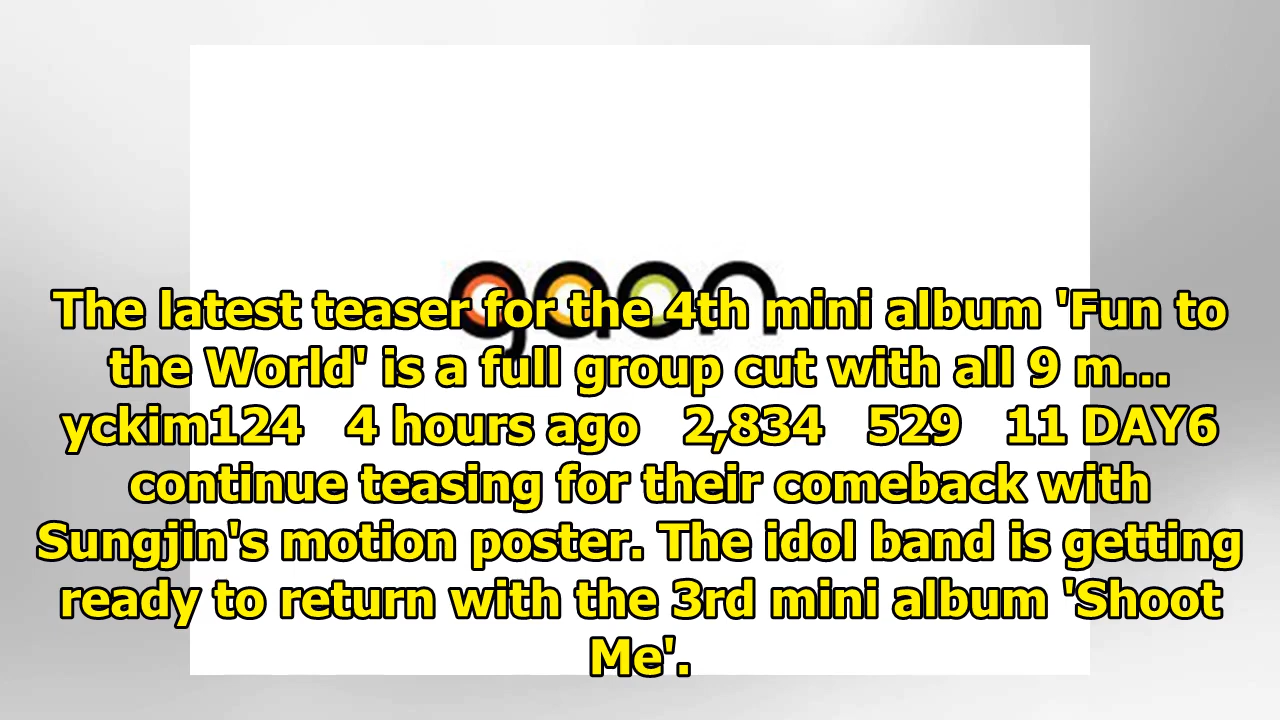 gaon
The latest teaser for the 4th mini album 'Fun to
the World' is a full group cut with all 9 m...
yckim124 4 hours ago 2,834 529 11 DAY6
continue teasing for their comeback with
Sungjin's motion poster. The idol band is getting
ready to return with the 3rd mini album 'Shoot
Me'.